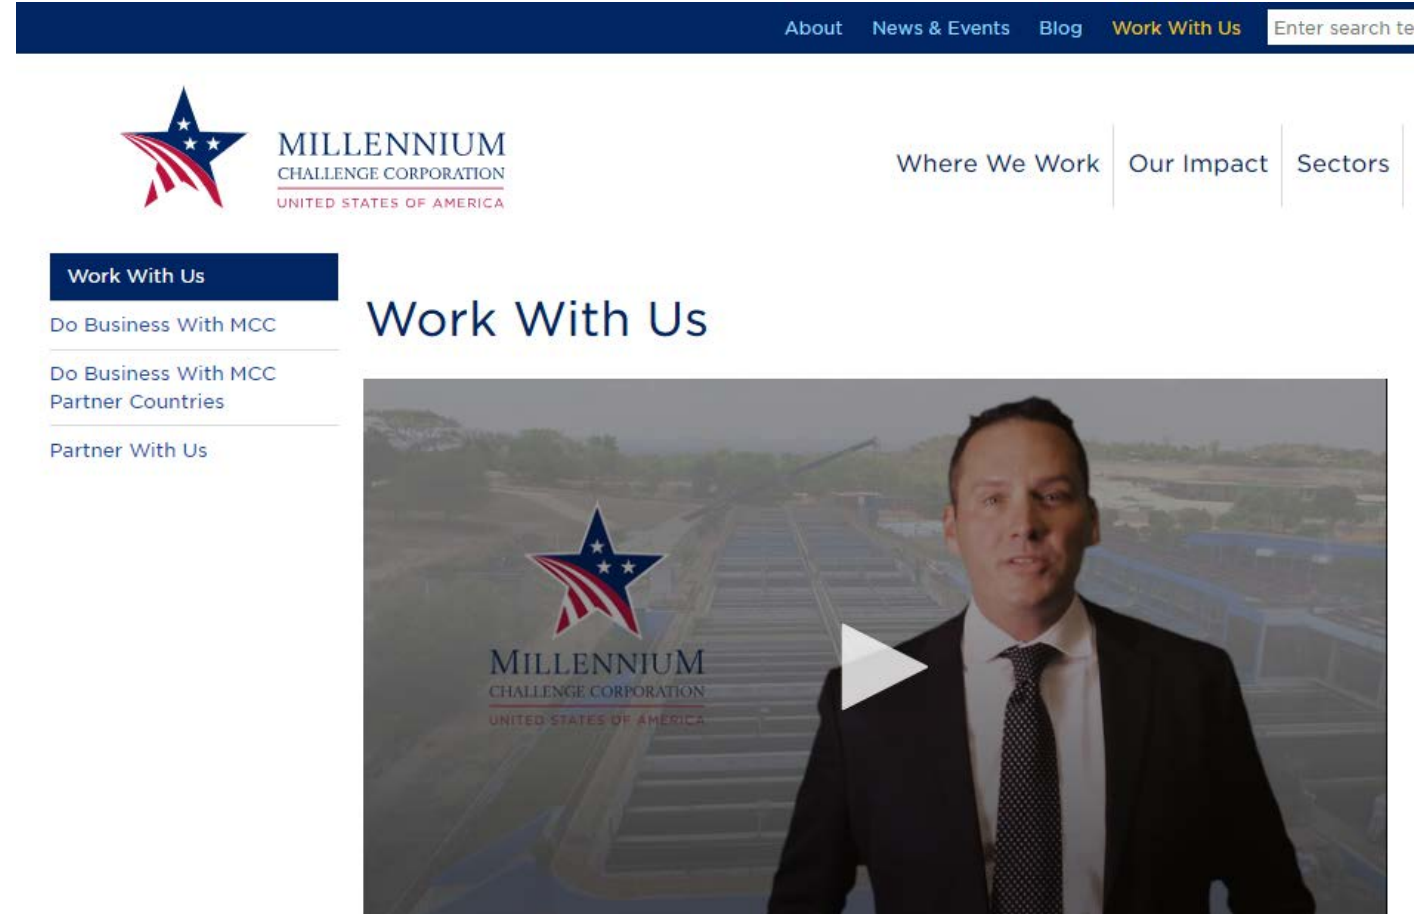 About News & Events Blog Work With Us Enter search te
MILLENNIUM
CHALLENGE CORPORATION
UNITED STATES OF AMERICA
Where We Work Our Impact Sectors
Work With Us
Do Business With MCC
Do Business With MCC
Partner Countries
Partner With Us
Work With Us
MILLENNIUM
CHALLENGE CORPORATION
UNITED STATES OF AMERICA